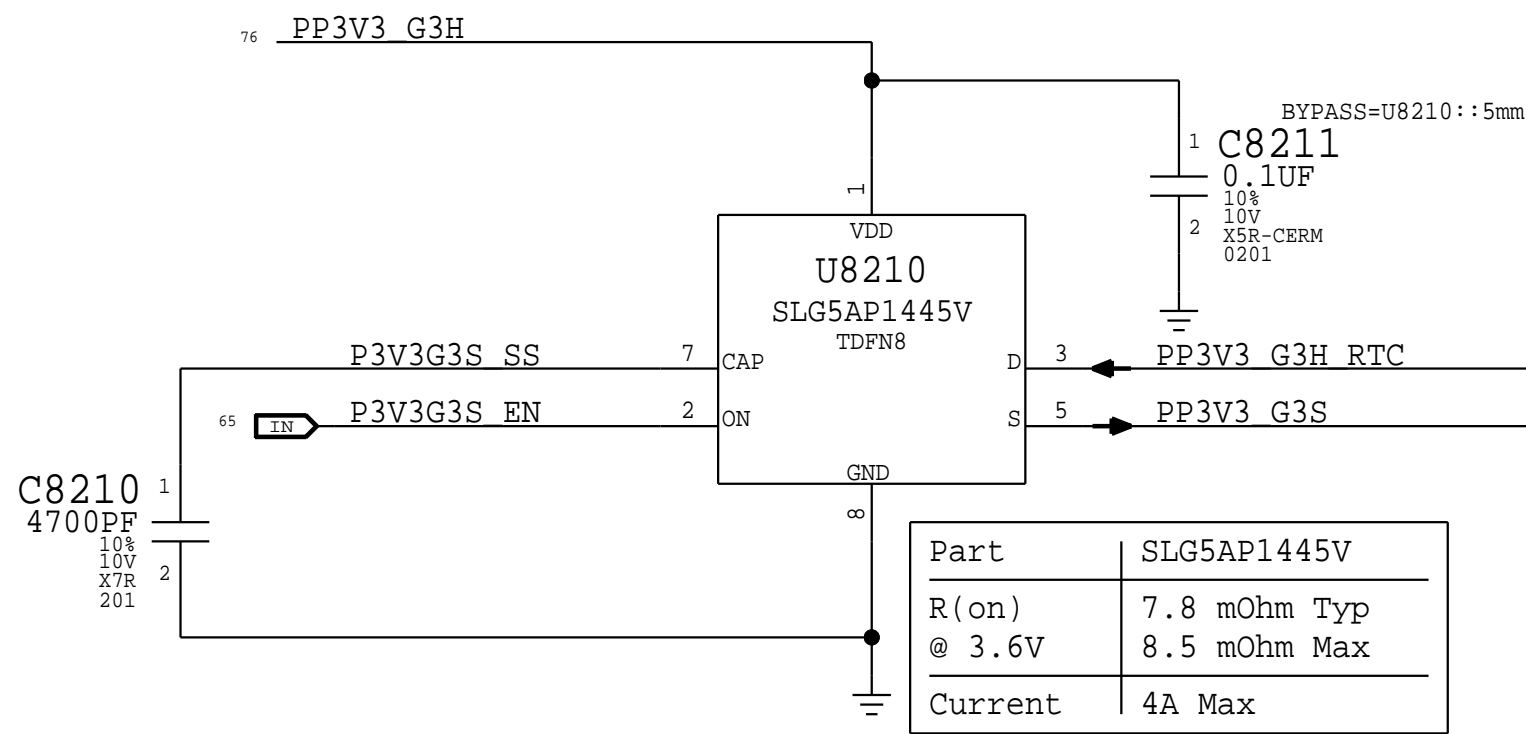 76 PP3V3_G3H
BYPASS=U8210::5mm
1 C8211
0.1UF
10%
10V
2 X5R-CERM
0201
1
VDD
U8210
SLG5AP1445V
TDFN8
P3V3G3S_SS 7 CAP
D 3 PP3V3_G3H_RTC
65 IN P3V3G3S_EN 2 ON
S 5 PP3V3_G3S
GND
8
C8210 1
4700PF
10%
10V
X7R 2
201
Part SLG5AP1445V
R(on) 7.8 mOhm Typ
@ 3.6V 8.5 mOhm Max
Current 4A Max